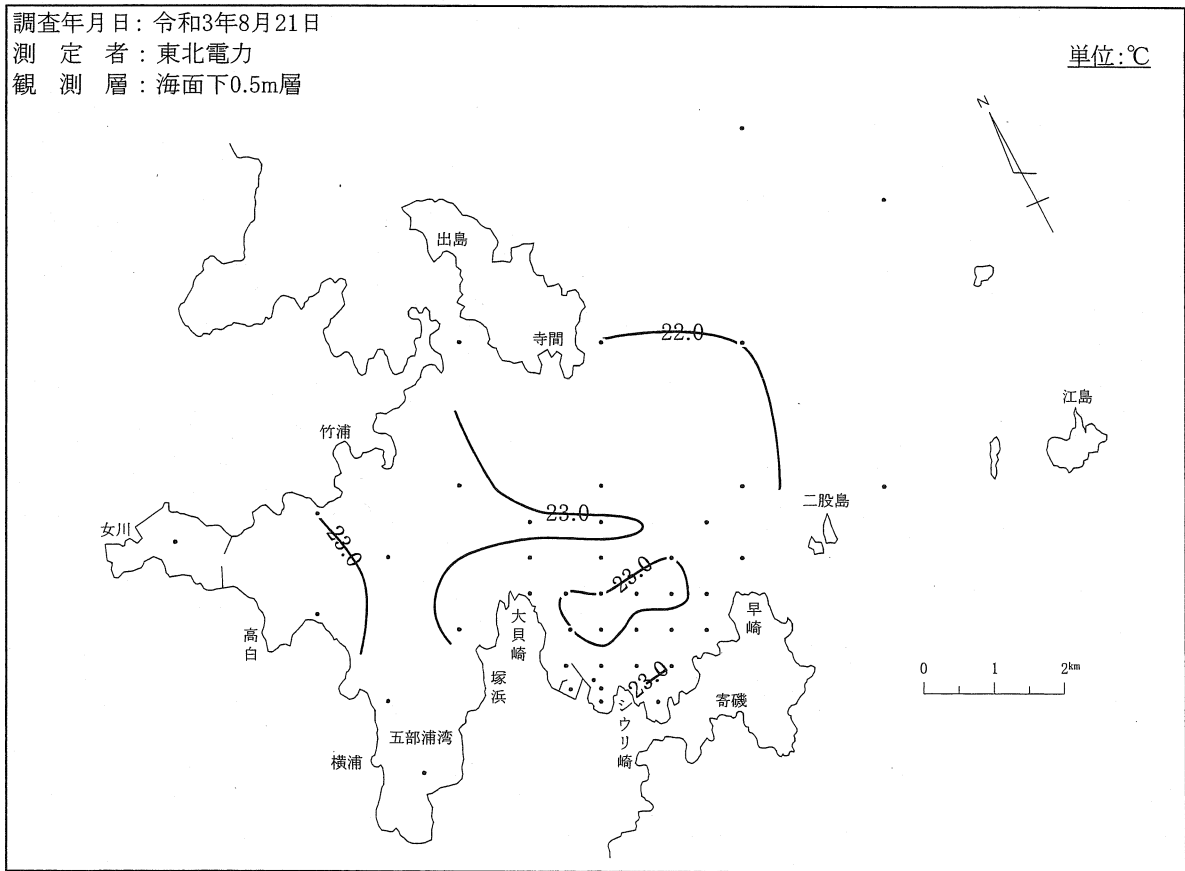 調査年月日: 令和3年8月21日
測 定 者: 東北電力
観 測 層: 海面下0.5m層
単位:℃
N
出島
寺間
22.0
江島
竹浦
二股島
女川
23.0
23.0
23.0
大貝崎
早崎
高白
塚浜
23.0
シウリ崎
寄磯
0 1 2km
五部浦湾
横浦